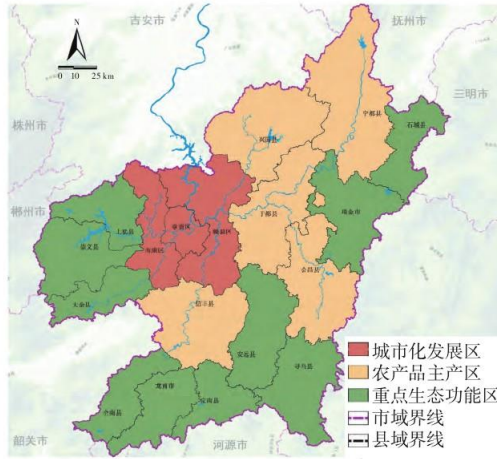 吉安市
抚州市
N
0 10 25 km
三明市
株州市
石城县
宁都县
兴国县
郴州市
上犹县
章贡区
赣县区
于都县
瑞金市
崇义县
南康区
会昌县
大余县
信丰县
安远县
寻乌县
龙南市
定南县
全南县
城市化发展区
农产品主产区
重点生态功能区
市域界线
县域界线
韶关市
河源市